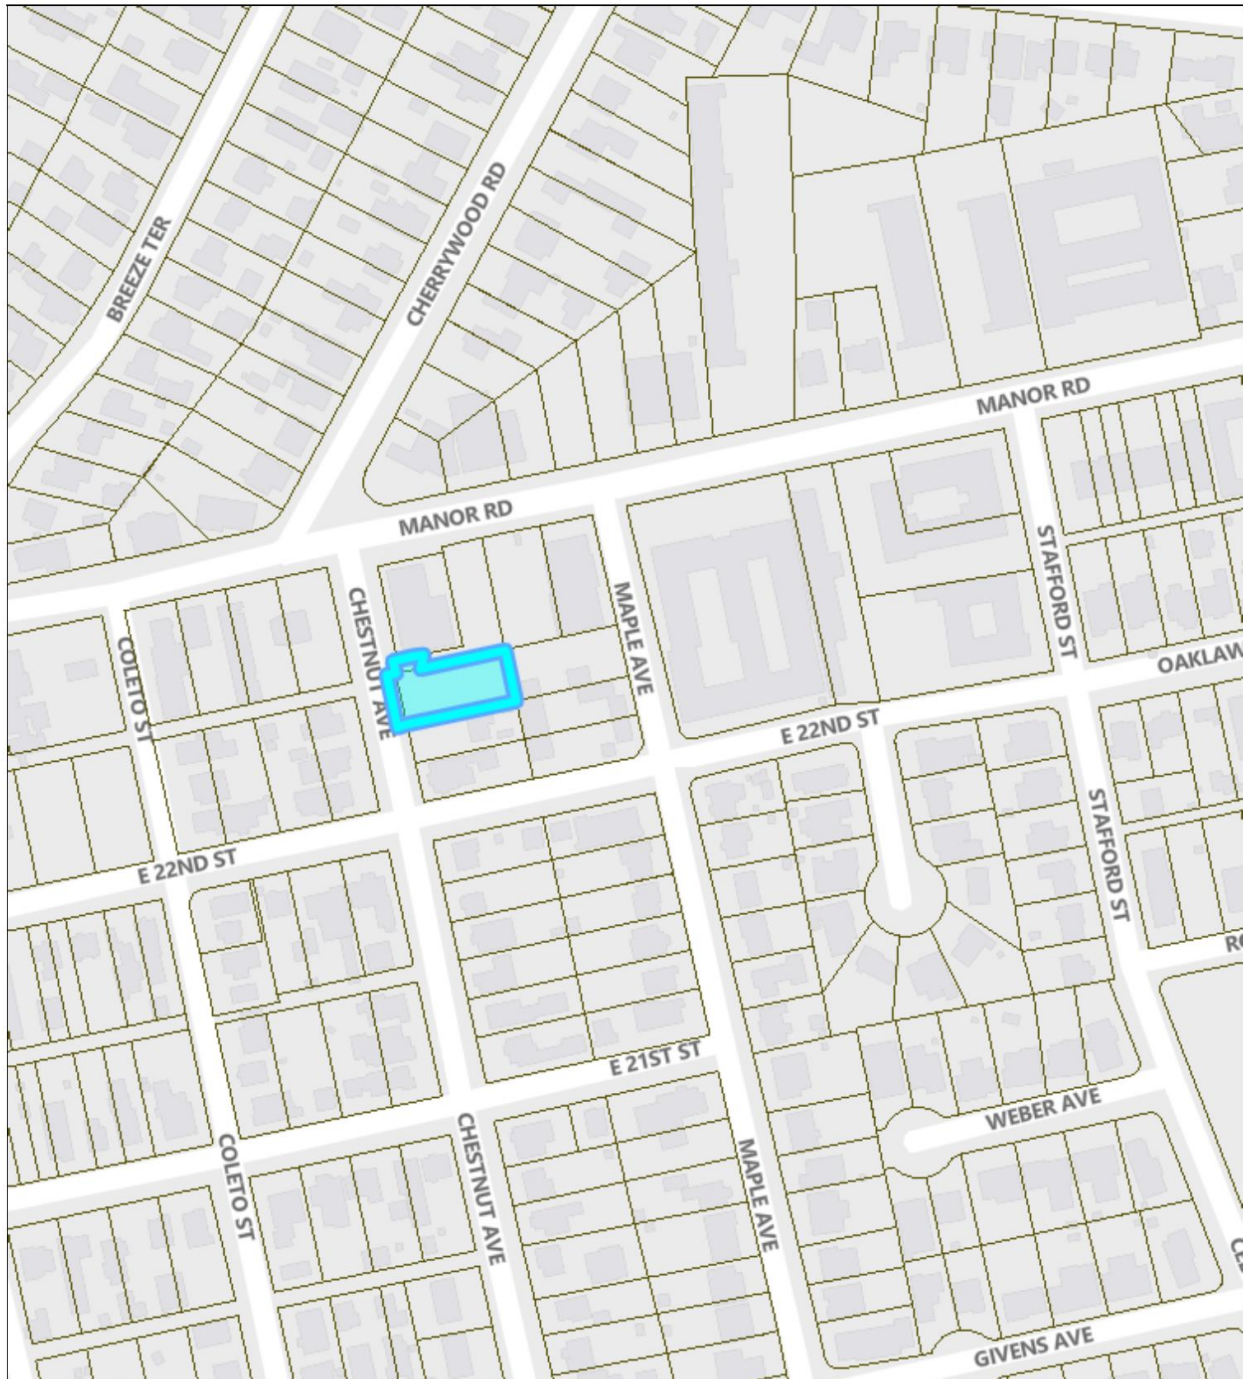 BREEZE TER
CHERRYWOOD RD
MANOR RD
MANOR RD
STAFFORD ST
CHESTNUT AVE
MAPLE AVE
COLETO ST
OAKLAW
E 22ND ST
E 22ND ST
STAFFORD ST
E 21ST ST
WEBER AVE
COLETO ST
CHESTNUT AVE
MAPLE AVE
GIVENS AVE